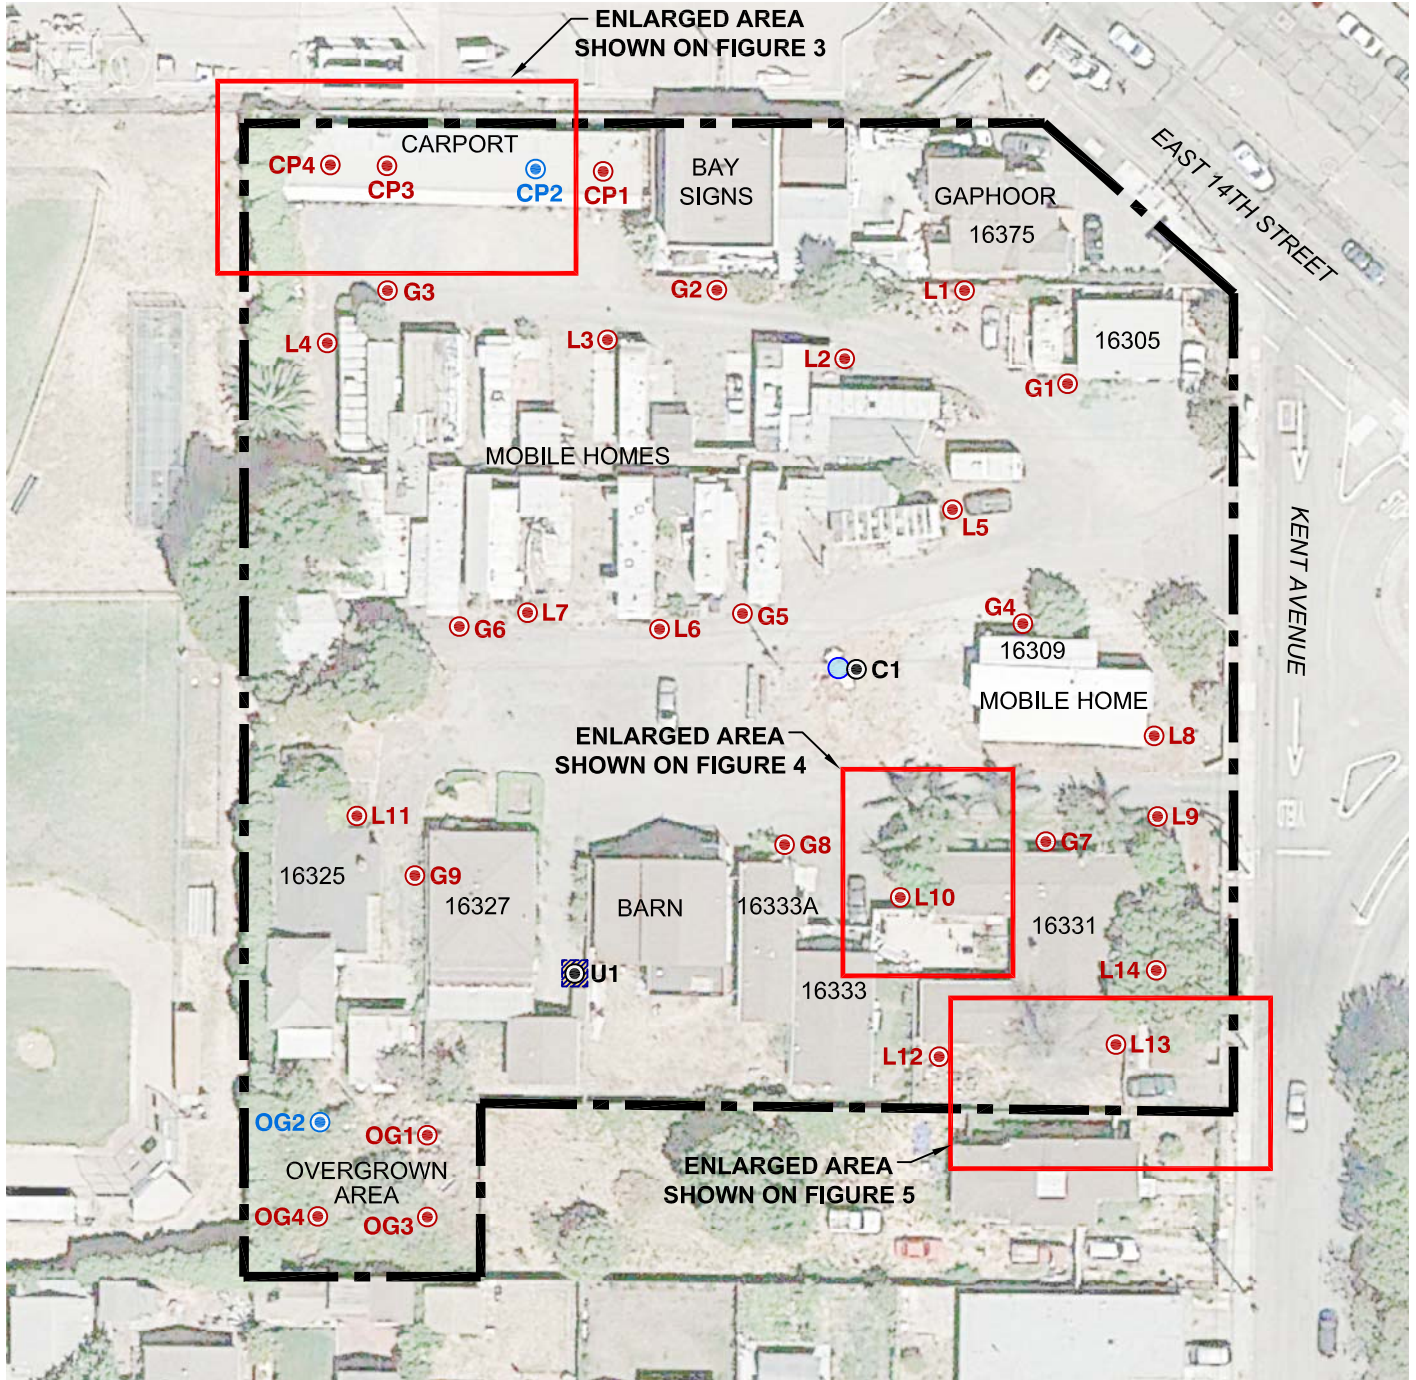 ENLARGED AREA
SHOWN ON FIGURE 3
CARPORT
CP4
CP3
CP2
CP1
BAY
SIGNS
GAPHOOR
16375
EAST 14TH STREET
G3
G2
L1
L4
L3
L2
16305
G1
MOBILE HOMES
L5
KENT AVENUE
G6
L7
L6
G5
G4
16309
C1
MOBILE HOME
L8
ENLARGED AREA
SHOWN ON FIGURE 4
L11
L9
G8
G7
16325
G9
16327
BARN
16333A
L10
16331
U1
16333
L14
L12
L13
OG2
OG1
OVERGROWN
AREA
ENLARGED AREA
SHOWN ON FIGURE 5
OG4
OG3